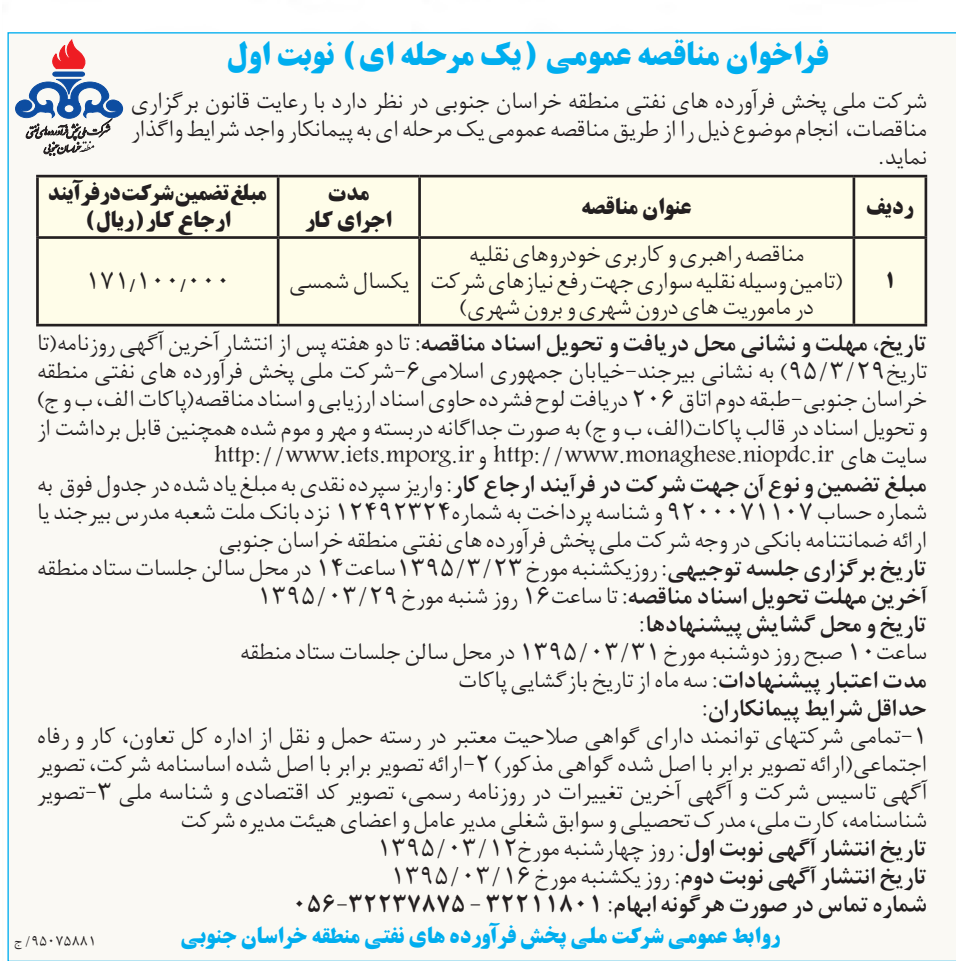 فراخوان مناقصه عمومی (یک مرحله ای) نوبت اول
شرکت ملی پخش فرآورده های نفتی
منطقه خراسان جنوبی
شرکت ملی پخش فرآورده های نفتی منطقه خراسان جنوبی در نظر دارد با رعایت قانون برگزاری
مناقصات، انجام موضوع ذیل را از طریق مناقصه عمومی یک مرحله ای به پیمانکار واجد شرایط واگذار
نماید.
ردیف عنوان مناقصه مدت اجرای کار مبلغ تضمین شرکت در فرآیند ارجاع کار (ریال)
۱ مناقصه راهبری و کاربری خودروهای نقلیه
(تامین وسیله نقلیه سواری جهت رفع نیازهای شرکت
در ماموریت های درون شهری و برون شهری) یکسال شمسی ۱۷۱/۱۰۰/۰۰۰
تاریخ، مهلت و نشانی محل دریافت و تحویل اسناد مناقصه: تا دو هفته پس از انتشار آخرین آگهی روزنامه(تا
تاریخ۹۵/۳/۲۹) به نشانی بیرجند-خیابان جمهوری اسلامی۶-شرکت ملی پخش فرآورده های نفتی منطقه
خراسان جنوبی-طبقه دوم اتاق ۲۰۶ دریافت لوح فشرده حاوی اسناد ارزیابی و اسناد مناقصه(پاکات الف، ب و ج)
و تحویل اسناد در قالب پاکات(الف، ب و ج) به صورت جداگانه دربسته و مهر و موم شده همچنین قابل برداشت از
سایت های http://www.monaghese.niopdc.ir و http://www.iets.mporg.ir
مبلغ تضمین و نوع آن جهت شرکت در فرآیند ارجاع کار: واریز سپرده نقدی به مبلغ یاد شده در جدول فوق به
شماره حساب ۹۲۰۰۰۷۱۱۰۷ و شناسه پرداخت به شماره۱۲۴۹۲۳۲۴ نزد بانک ملت شعبه مدرس بیرجند یا
ارائه ضمانتنامه بانکی در وجه شرکت ملی پخش فرآورده های نفتی منطقه خراسان جنوبی
تاریخ برگزاری جلسه توجیهی: روزیکشنبه مورخ ۱۳۹۵/۳/۲۳ساعت۱۴ در محل سالن جلسات ستاد منطقه
آخرین مهلت تحویل اسناد مناقصه: تا ساعت۱۶ روز شنبه مورخ ۱۳۹۵/۰۳/۲۹
تاریخ و محل گشایش پیشنهادها:
ساعت۱۰ صبح روز دوشنبه مورخ ۱۳۹۵/۰۳/۳۱ در محل سالن جلسات ستاد منطقه
مدت اعتبار پیشنهادات: سه ماه از تاریخ بازگشایی پاکات
حداقل شرایط پیمانکاران:
۱-تمامی شرکتهای توانمند دارای گواهی صلاحیت معتبر در رسته حمل و نقل از اداره کل تعاون، کار و رفاه
اجتماعی(ارائه تصویر برابر با اصل شده گواهی مذکور) ۲-ارائه تصویر برابر با اصل شده اساسنامه شرکت، تصویر
آگهی تاسیس شرکت و آگهی آخرین تغییرات در روزنامه رسمی، تصویر کد اقتصادی و شناسه ملی ۳-تصویر
شناسنامه، کارت ملی، مدرک تحصیلی و سوابق شغلی مدیر عامل و اعضای هیئت مدیره شرکت
تاریخ انتشار آگهی نوبت اول: روز چهارشنبه مورخ۱۳۹۵/۰۳/۱۲
تاریخ انتشار آگهی نوبت دوم: روز یکشنبه مورخ ۱۳۹۵/۰۳/۱۶
شماره تماس در صورت هرگونه ابهام: ۳۲۲۱۱۸۰۱ - ۳۲۲۳۷۸۷۵-۰۵۶
روابط عمومی شرکت ملی پخش فرآورده های نفتی منطقه خراسان جنوبی
۹۵۰۷۵۸۸۱/ج